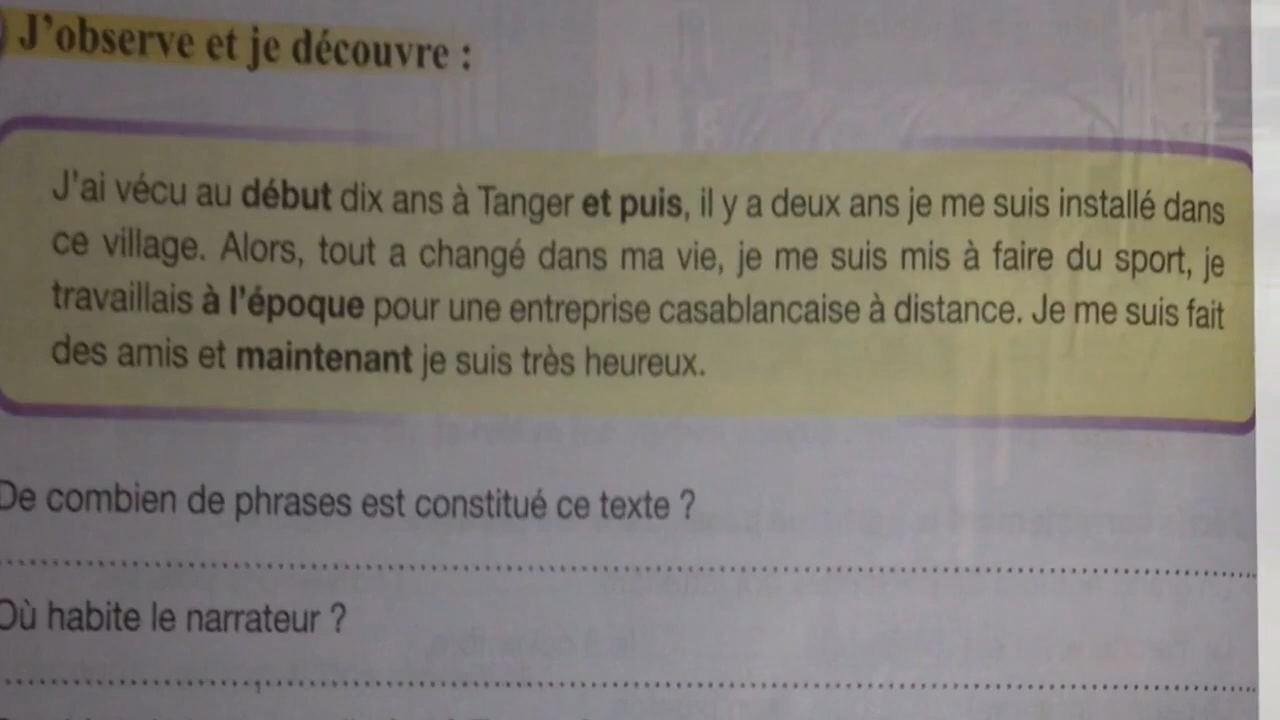 J'observe et je découvre :
J'ai vécu au début dix ans à Tanger et puis, il y a deux ans je me suis installé dans
ce village. Alors, tout a changé dans ma vie, je me suis mis à faire du sport, je
travaillais à l'époque pour une entreprise casablancaise à distance. Je me suis fait
des amis et maintenant je suis très heureux.
De combien de phrases est constitué ce texte ?
Où habite le narrateur ?